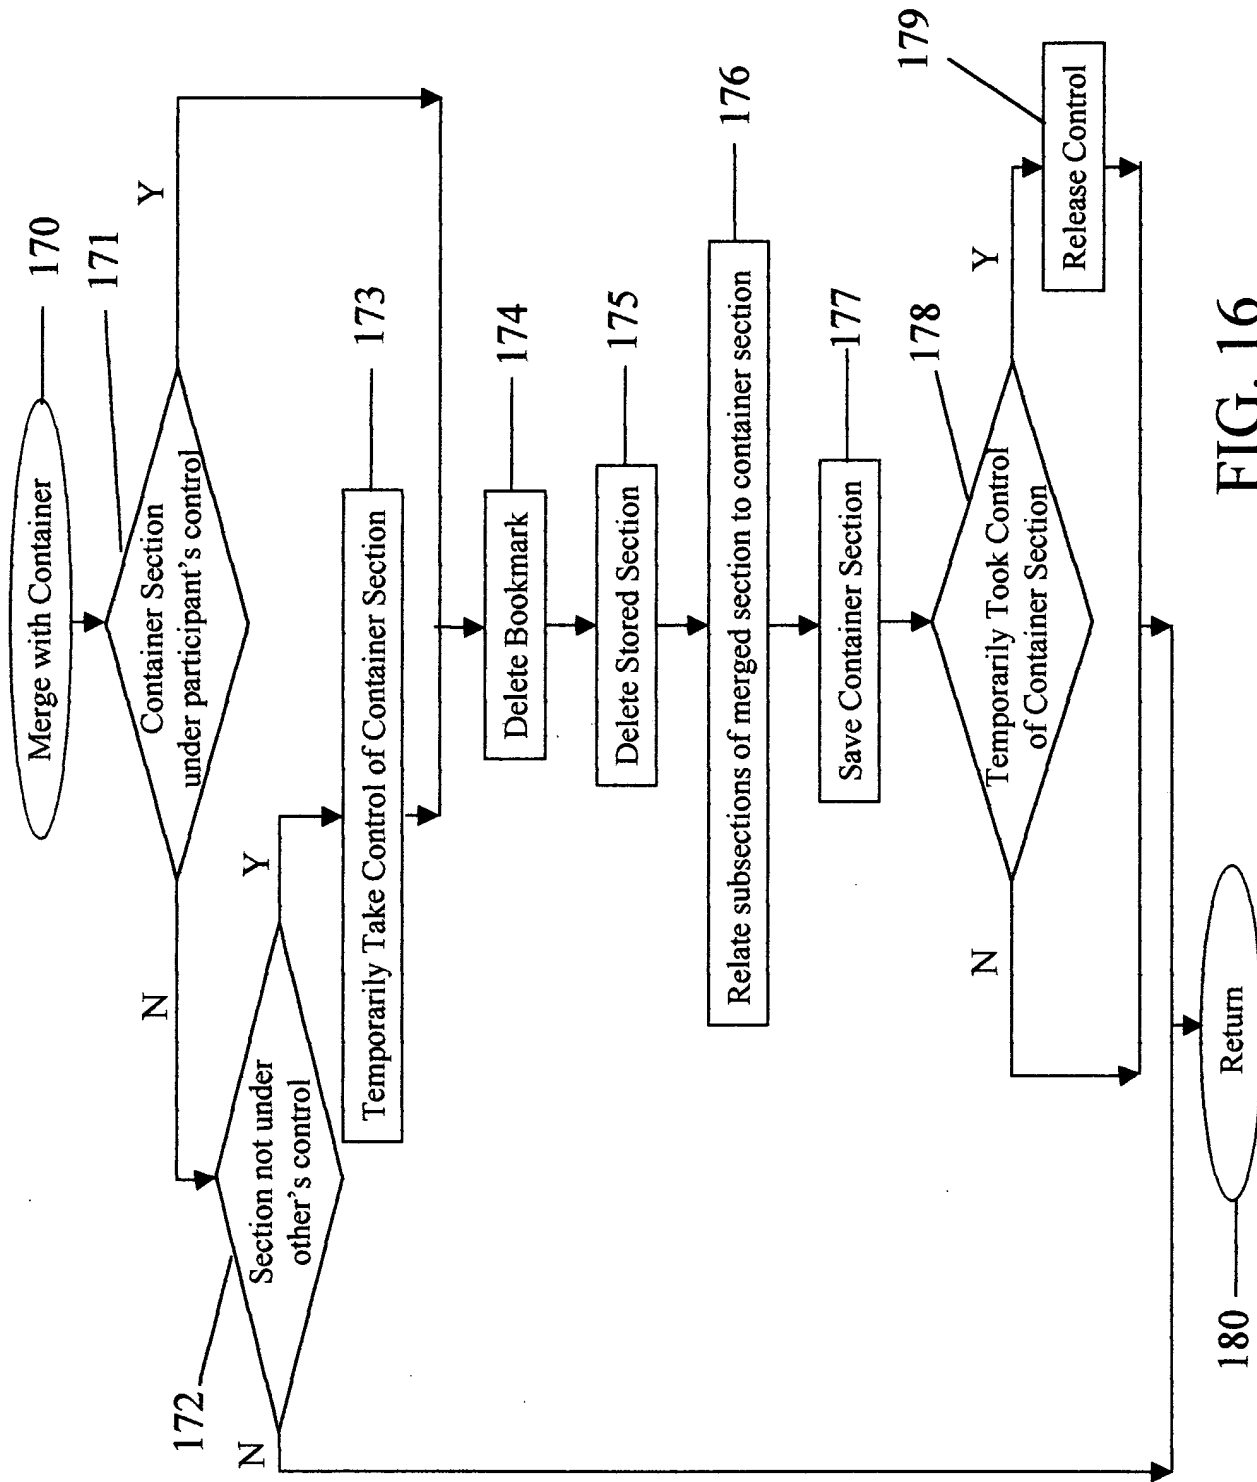 170
Merge with Container
171
Container Section
under participant's control
Y
N
172
Section not under
other's control
Y
N
173
Temporarily Take Control of Container Section
174
Delete Bookmark
175
Delete Stored Section
176
Relate subsections of merged section to container section
177
Save Container Section
178
Temporarily Took Control
of Container Section
Y
N
179
Release Control
180
Return
FIG. 16